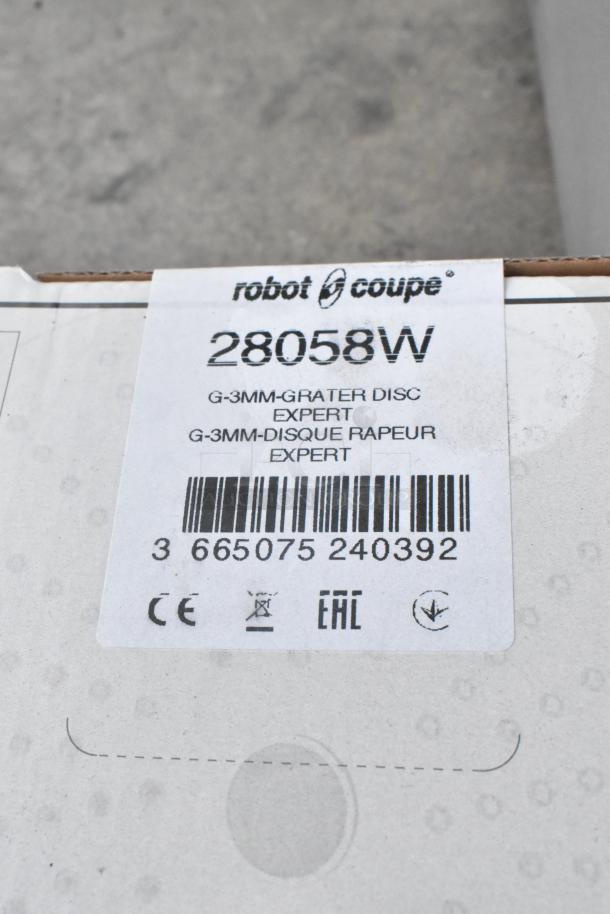 robot coupe®
28058W
G-3MM-GRATER DISC
EXPERT
G-3MM-DISQUE RAPEUR
EXPERT
3 665075 240392
CE EAC